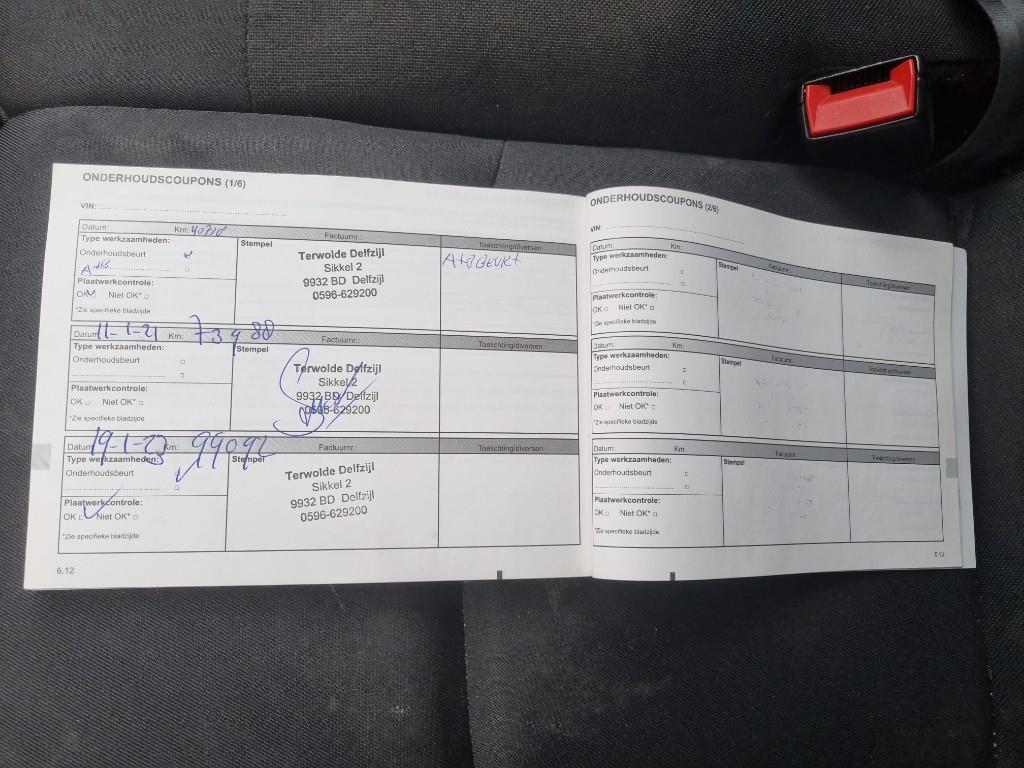 ONDERHOUDSCOUPONS (1/6)
VIN:
Datum: Km: Factuurnr.:
Type werkzaamheden: Stempel Toelichting/diversen
Onderhoudsbeurt
Plaatwerkcontrole:
OK Niet OK*
*Zie specifieke bladzijde
Terwolde Delfzijl
Sikkel 2
9932 BD Delfzijl
0596-629200
Datum: 11-1-21 Km: 73988 Factuurnr.:
Type werkzaamheden: Stempel Toelichting/diversen
Onderhoudsbeurt
Plaatwerkcontrole:
OK Niet OK*
*Zie specifieke bladzijde
Terwolde Delfzijl
Sikkel 2
9932 BD Delfzijl
0596-629200
Datum: 19-1-23 Km: 99092 Factuurnr.:
Type werkzaamheden: Stempel Toelichting/diversen
Onderhoudsbeurt
Plaatwerkcontrole:
OK Niet OK*
*Zie specifieke bladzijde
Terwolde Delfzijl
Sikkel 2
9932 BD Delfzijl
0596-629200
6.12
ONDERHOUDSCOUPONS (2/6)
VIN:
Datum: Km: Factuurnr.:
Type werkzaamheden: Stempel Toelichting/diversen
Onderhoudsbeurt
Plaatwerkcontrole:
OK Niet OK*
*Zie specifieke bladzijde
Datum: Km: Factuurnr.:
Type werkzaamheden: Stempel Toelichting/diversen
Onderhoudsbeurt
Plaatwerkcontrole:
OK Niet OK*
*Zie specifieke bladzijde
Datum: Km: Factuurnr.:
Type werkzaamheden: Stempel Toelichting/diversen
Onderhoudsbeurt
Plaatwerkcontrole:
OK Niet OK*
*Zie specifieke bladzijde
6.13